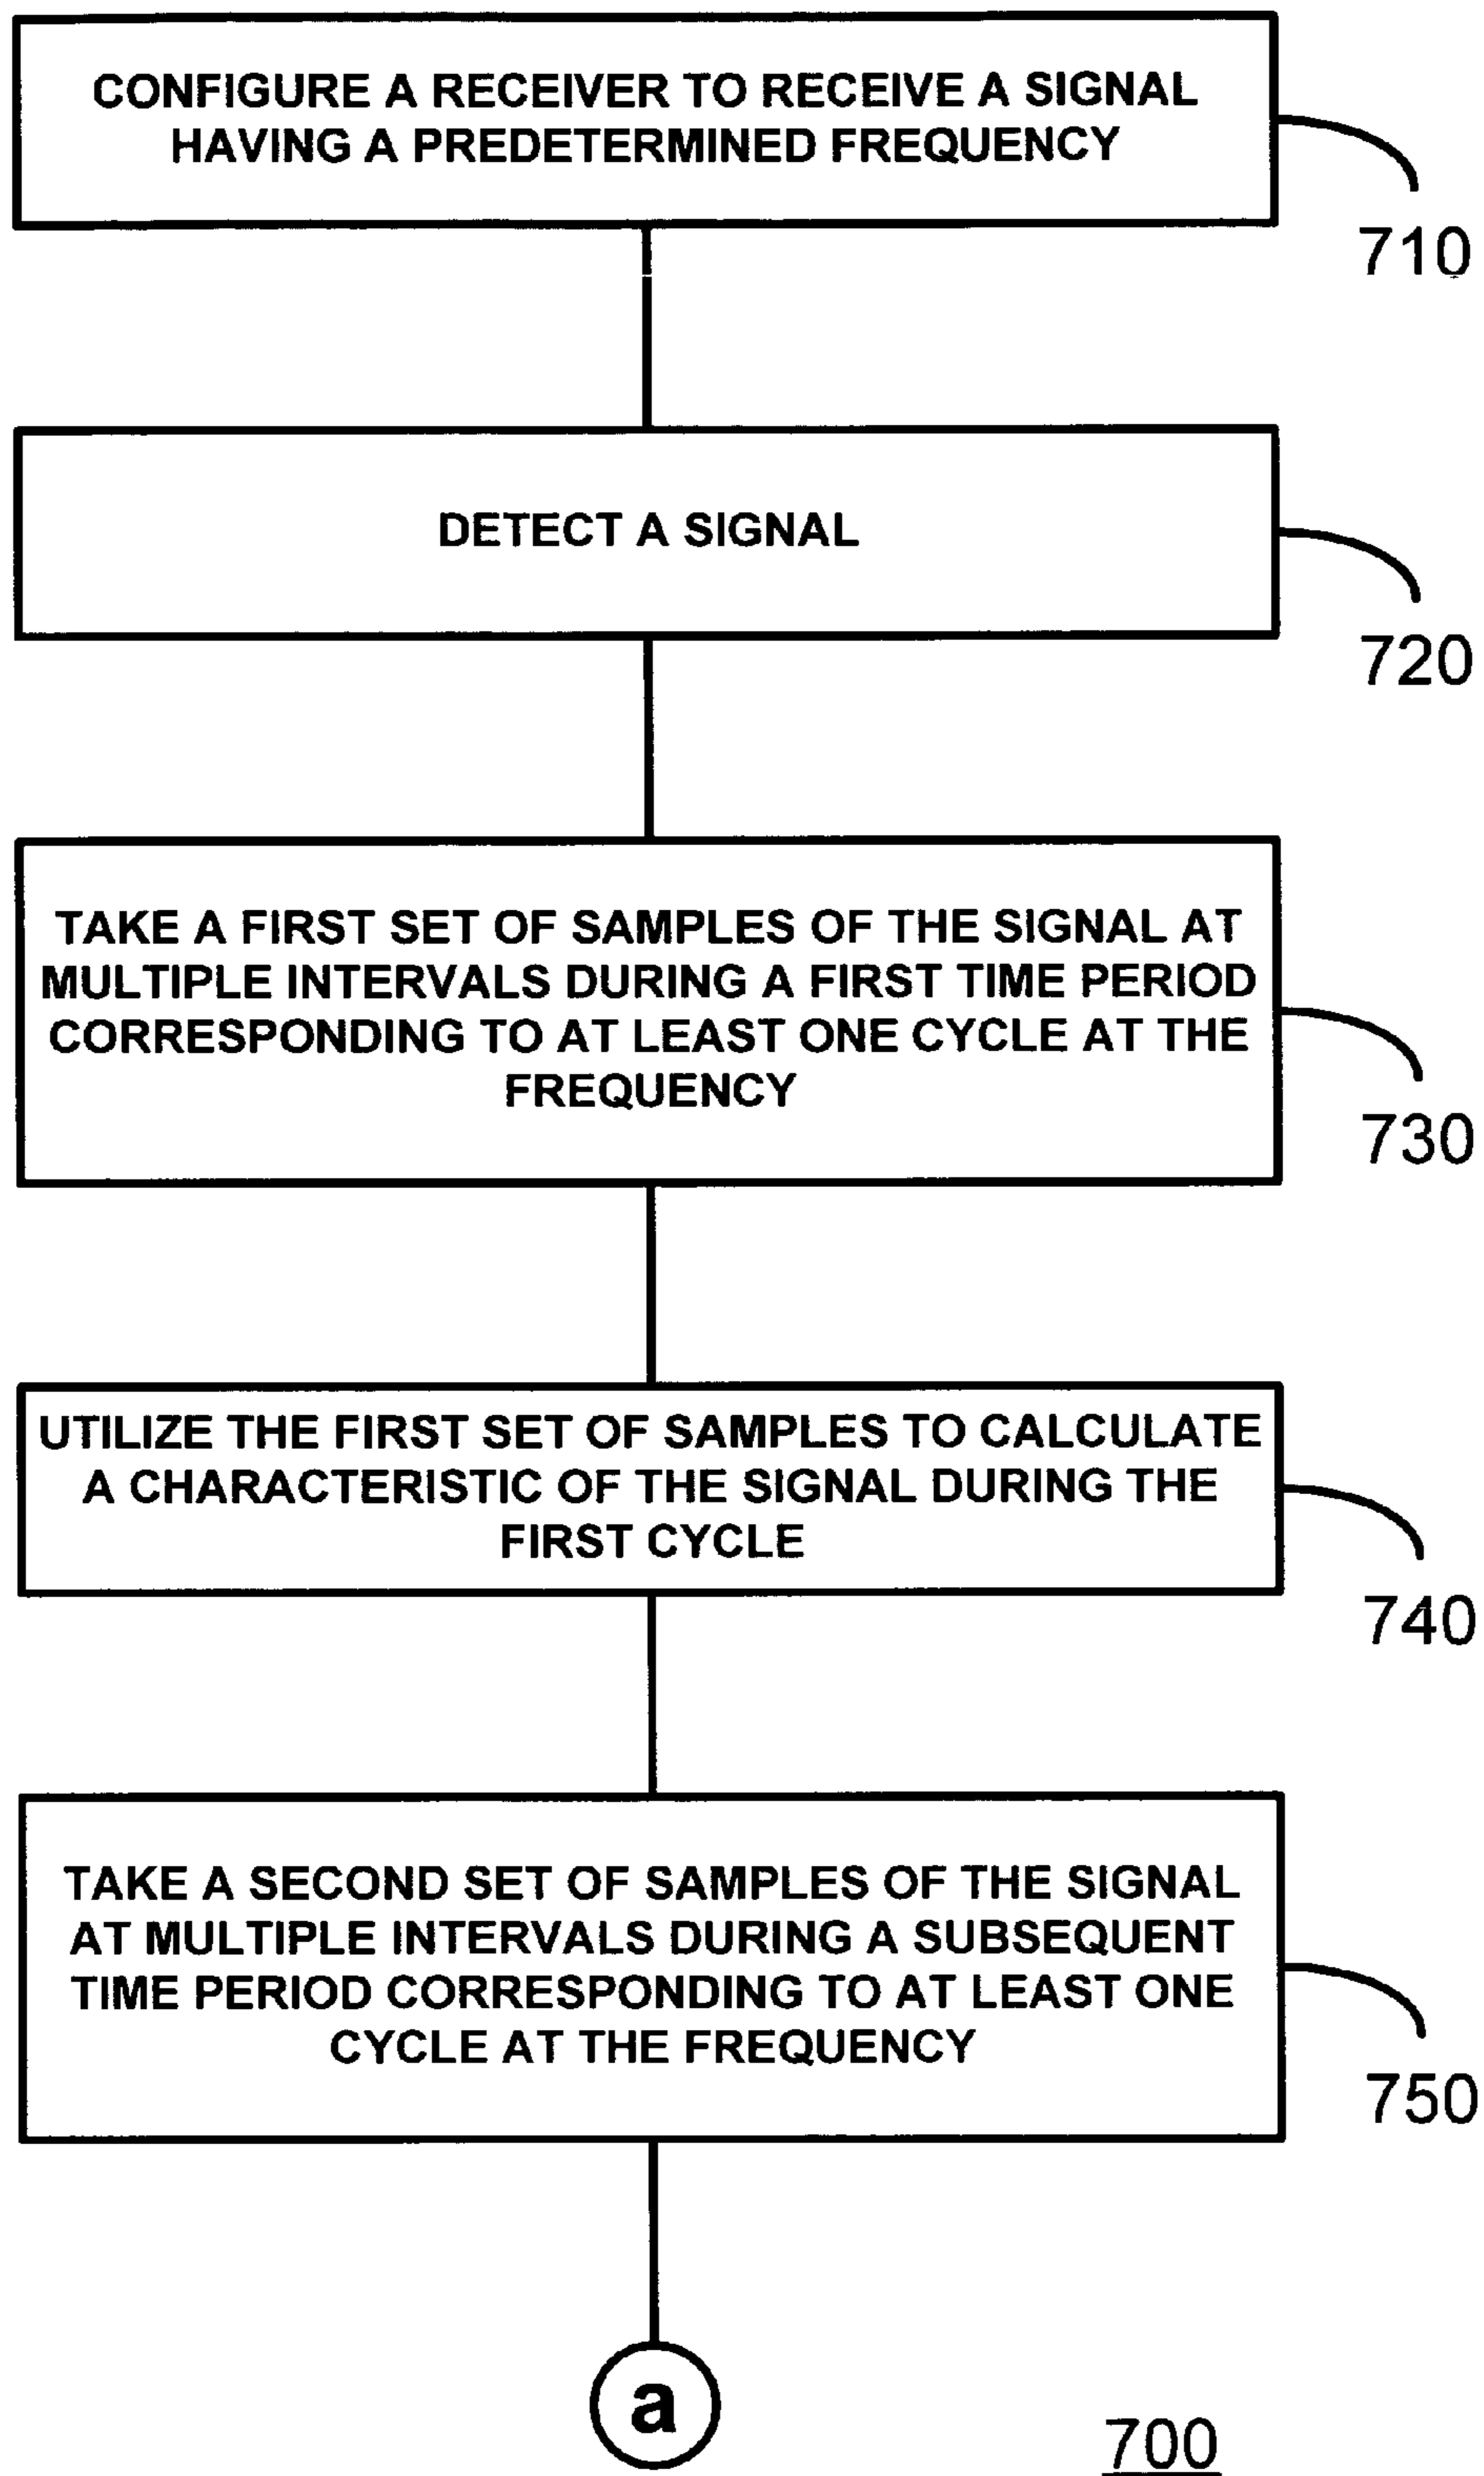 CONFIGURE A RECEIVER TO RECEIVE A SIGNAL
HAVING A PREDETERMINED FREQUENCY
710
DETECT A SIGNAL
720
TAKE A FIRST SET OF SAMPLES OF THE SIGNAL AT
MULTIPLE INTERVALS DURING A FIRST TIME PERIOD
CORRESPONDING TO AT LEAST ONE CYCLE AT THE
FREQUENCY
730
UTILIZE THE FIRST SET OF SAMPLES TO CALCULATE
A CHARACTERISTIC OF THE SIGNAL DURING THE
FIRST CYCLE
740
TAKE A SECOND SET OF SAMPLES OF THE SIGNAL
AT MULTIPLE INTERVALS DURING A SUBSEQUENT
TIME PERIOD CORRESPONDING TO AT LEAST ONE
CYCLE AT THE FREQUENCY
750
a
700